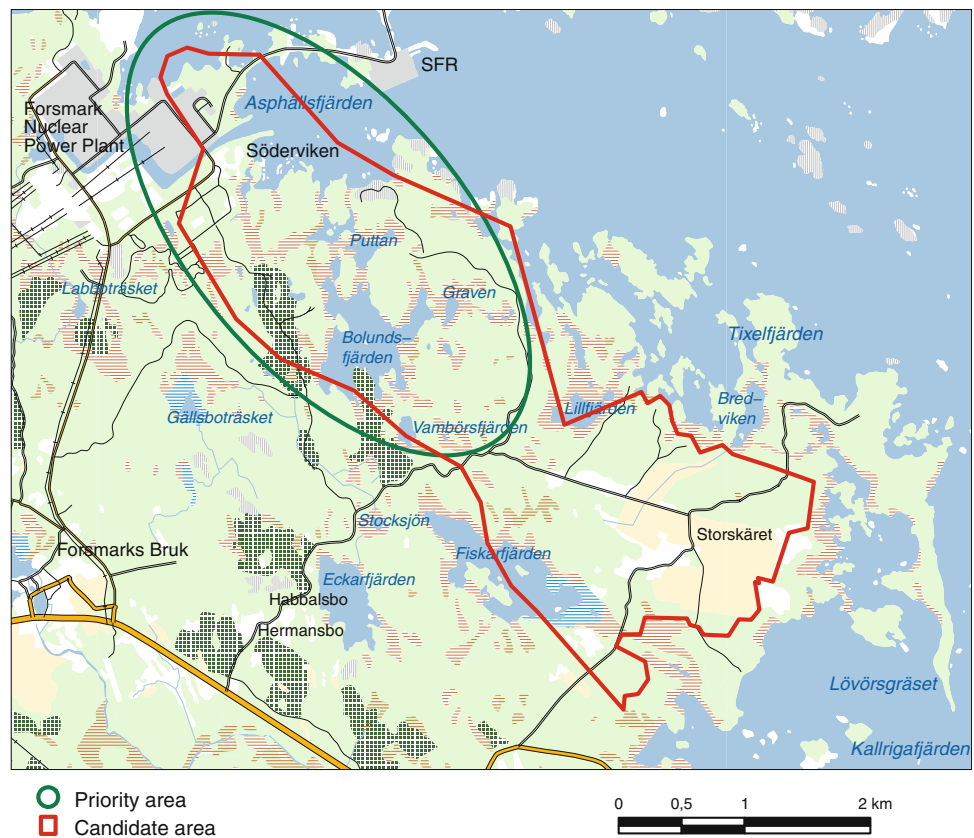 SFR
Asphällsfjärden
Forsmark
Nuclear
Power Plant
Söderviken
Puttan
Labboträsket
Graven
Bolunds–
fjärden
Tixelfjärden
Gällsboträsket
Lillfjärden
Bred–
viken
Vambörsfjärden
Stocksjön
Storskäret
Forsmarks Bruk
Fiskarfjärden
Eckarfjärden
Habbalsbo
Hermansbo
Lövörsgräset
Kallrigafjärden
Priority area
Candidate area
0 0,5 1 2 km